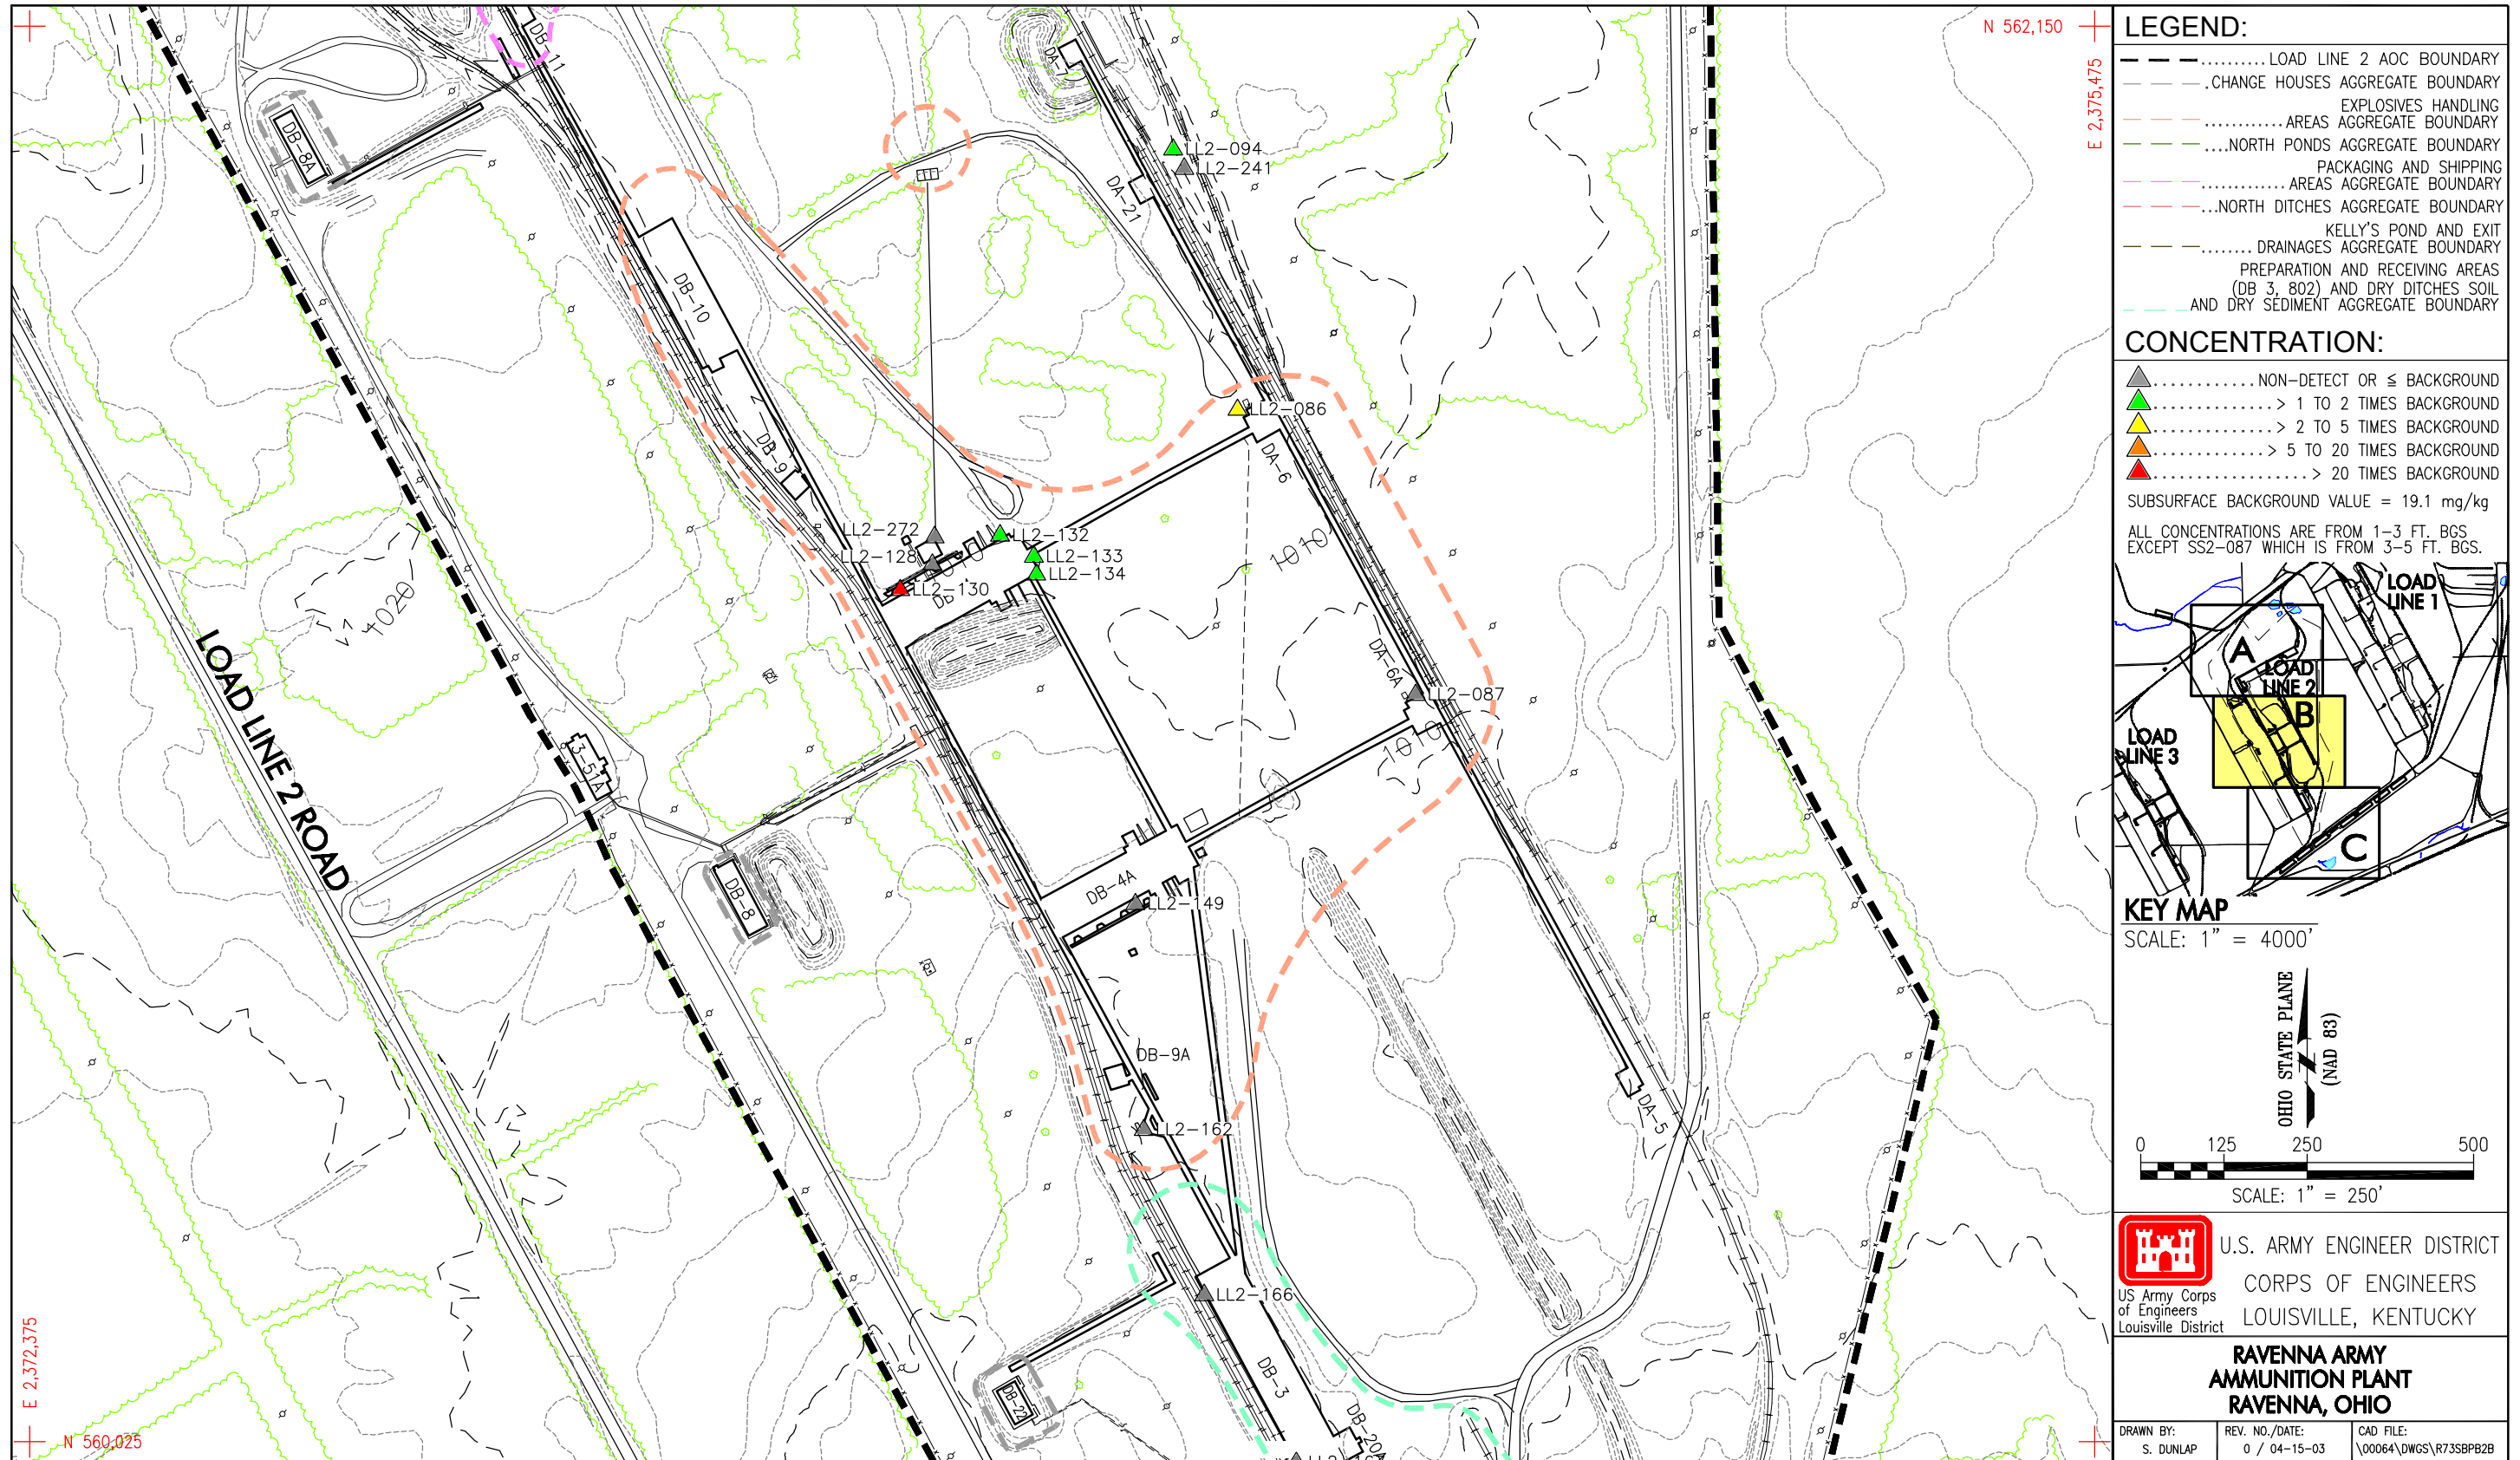 N 562,150
E 2,375,475
DB-11
DA-7
DB-8A
LL2-094
LL2-241
DA-21
DB-10
LL2-086
DB-9
DA-6
LL2-272
LL2-132
LL2-128
LL2-133
LL2-134
LL2-130
DB
1010
1020
LOAD LINE 2 ROAD
DA-6A
LL2-087
1010
3-51A
DB-8
DB-4A
LL2-149
DB-9A
LL2-162
DA-5
LL2-166
DB-3
DB-22
DB-20A
E 2,372,375
N 560,025
LEGEND:
LOAD LINE 2 AOC BOUNDARY
CHANGE HOUSES AGGREGATE BOUNDARY
EXPLOSIVES HANDLING
AREAS AGGREGATE BOUNDARY
NORTH PONDS AGGREGATE BOUNDARY
PACKAGING AND SHIPPING
AREAS AGGREGATE BOUNDARY
NORTH DITCHES AGGREGATE BOUNDARY
KELLY'S POND AND EXIT
DRAINAGES AGGREGATE BOUNDARY
PREPARATION AND RECEIVING AREAS
(DB 3, 802) AND DRY DITCHES SOIL
AND DRY SEDIMENT AGGREGATE BOUNDARY
CONCENTRATION:
NON-DETECT OR ≤ BACKGROUND
> 1 TO 2 TIMES BACKGROUND
> 2 TO 5 TIMES BACKGROUND
> 5 TO 20 TIMES BACKGROUND
> 20 TIMES BACKGROUND
SUBSURFACE BACKGROUND VALUE = 19.1 mg/kg
ALL CONCENTRATIONS ARE FROM 1-3 FT. BGS
EXCEPT SS2-087 WHICH IS FROM 3-5 FT. BGS.
LOAD
LINE 1
A
LOAD
LINE 2
B
LOAD
LINE 3
C
KEY MAP
SCALE: 1" = 4000'
OHIO STATE PLANE
(NAD 83)
0 125 250 500
SCALE: 1" = 250'
US Army Corps
of Engineers
Louisville District
U.S. ARMY ENGINEER DISTRICT
CORPS OF ENGINEERS
LOUISVILLE, KENTUCKY
RAVENNA ARMY
AMMUNITION PLANT
RAVENNA, OHIO
DRAWN BY:
S. DUNLAP
REV. NO./DATE:
0 / 04-15-03
CAD FILE:
\00064\DWGS\R73SBPB2B